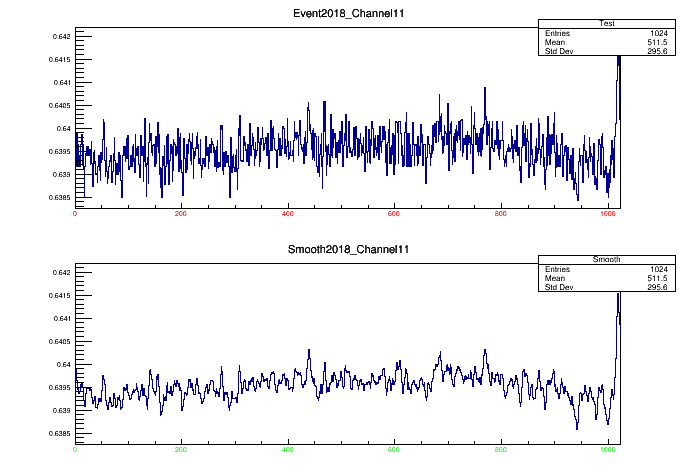 Event2018_Channel11
Test
Entries 1024
Mean 511.5
Std Dev 295.6
0.642
0.6415
0.641
0.6405
0.64
0.6395
0.639
0.6385
0 200 400 600 800 1000
Smooth2018_Channel11
Smooth
Entries 1024
Mean 511.5
Std Dev 295.6
0.642
0.6415
0.641
0.6405
0.64
0.6395
0.639
0.6385
0 200 400 600 800 1000